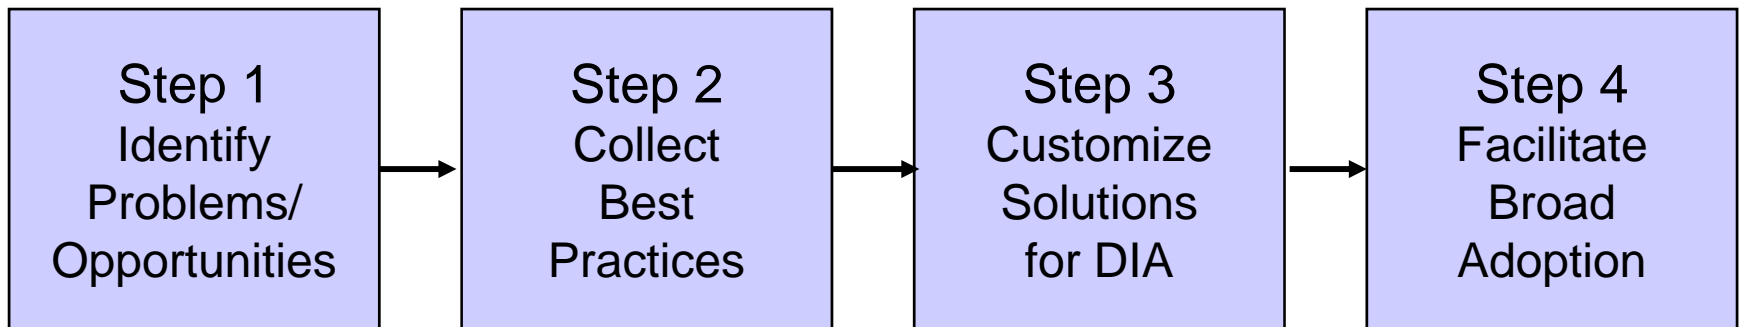 Step 1
Identify
Problems/
Opportunities
Step 2
Collect
Best
Practices
Step 3
Customize
Solutions
for DIA
Step 4
Facilitate
Broad
Adoption